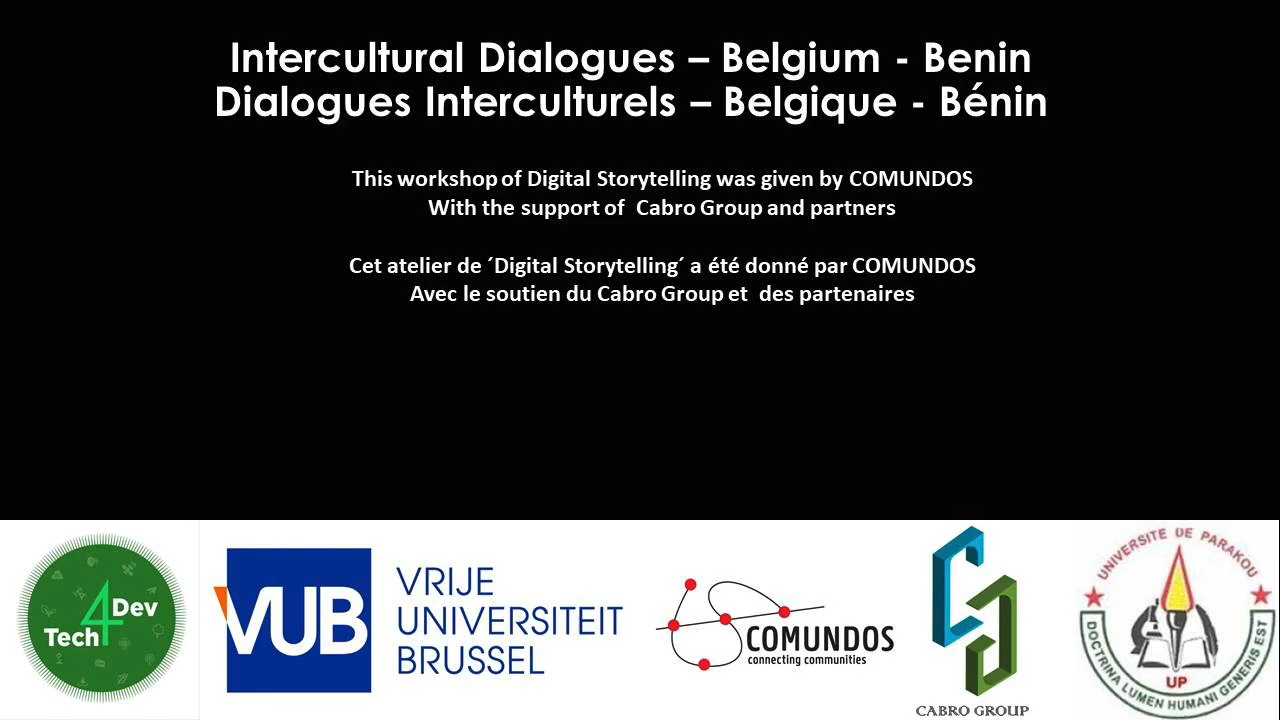 Intercultural Dialogues – Belgium - Benin
Dialogues Interculturels – Belgique - Bénin
This workshop of Digital Storytelling was given by COMUNDOS
With the support of  Cabro Group and partners
Cet atelier de ´Digital Storytelling´ a été donné par COMUNDOS
Avec le soutien du Cabro Group et  des partenaires
Tech4Dev
VUB
VRIJE
UNIVERSITEIT
BRUSSEL
COMUNDOS
connecting communities
CABRO GROUP
UNIVERSITE DE PARAKOU
UP
DOCTRINA LUMEN HUMANI GENERIS EST